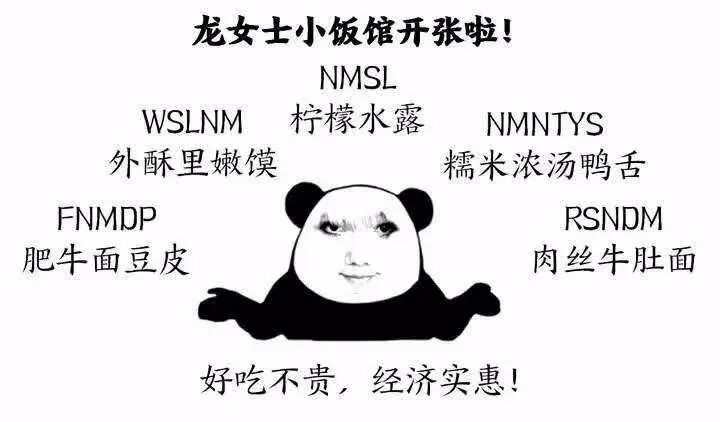 龙女士小饭馆开张啦!
NMSL
柠檬水露
WSLNM
外酥里嫩馍
NMNTYS
糯米浓汤鸭舌
FNMDP
肥牛面豆皮
RSNDM
肉丝牛肚面
好吃不贵，经济实惠!